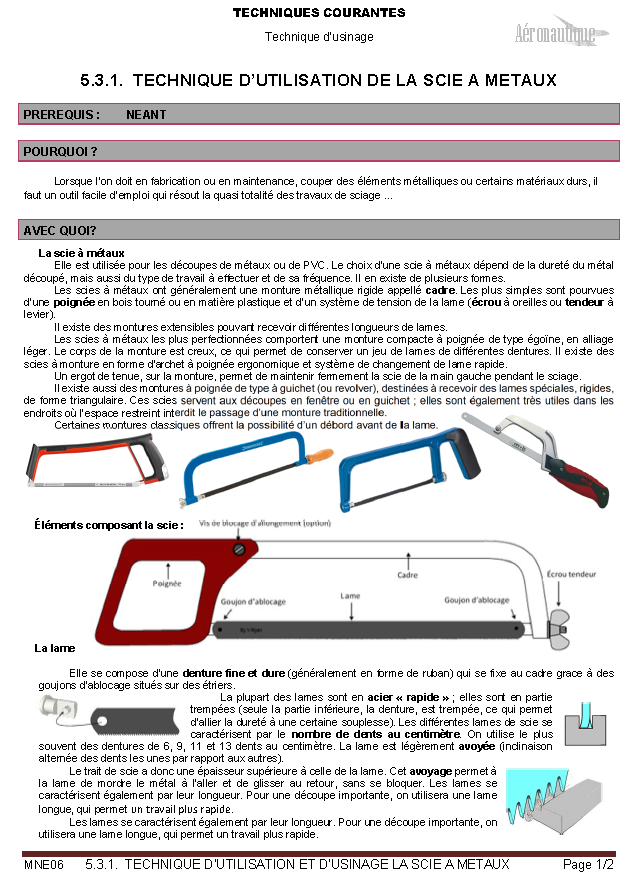 TECHNIQUES COURANTES
Technique d'usinage
Aéronautique
5.3.1. TECHNIQUE D'UTILISATION DE LA SCIE A METAUX
PREREQUIS : NEANT
POURQUOI ?
Lorsque l'on doit en fabrication ou en maintenance, couper des éléments métalliques ou certains matériaux durs, il
faut un outil facile d'emploi qui résout la quasi totalité des travaux de sciage ...
AVEC QUOI?
La scie à métaux
Elle est utilisée pour les découpes de métaux ou de PVC. Le choix d'une scie à métaux dépend de la dureté du métal
découpé, mais aussi du type de travail à effectuer et de sa fréquence. Il en existe de plusieurs formes.
Les scies à métaux ont généralement une monture métallique rigide appellé cadre. Les plus simples sont pourvues
d'une poignée en bois tourné ou en matière plastique et d'un système de tension de la lame (écrou à oreilles ou tendeur à
levier).
Il existe des montures extensibles pouvant recevoir différentes longueurs de lames.
Les scies à métaux les plus perfectionnées comportent une monture compacte à poignée de type égoïne, en alliage
léger. Le corps de la monture est creux, ce qui permet de conserver un jeu de lames de différentes dentures. Il existe des
scies à monture en forme d'archet à poignée ergonomique et système de changement de lame rapide.
Un ergot de tenue, sur la monture, permet de maintenir fermement la scie de la main gauche pendant le sciage.
Il existe aussi des montures à poignée de type à guichet (ou revolver), destinées à recevoir des lames spéciales, rigides,
de forme triangulaire. Ces scies servent aux découpes en fenêtre ou en guichet ; elles sont également très utiles dans les
endroits où l'espace restreint interdit le passage d'une monture traditionnelle.
Certaines montures classiques offrent la possibilité d'un débord avant de la lame.
Éléments composant la scie :
Vis de blocage d'allongement (option)
Poignée
Cadre
Écrou tendeur
Goujon d'ablocage
Lame
Goujon d'ablocage
La lame
Elle se compose d'une denture fine et dure (généralement en forme de ruban) qui se fixe au cadre grace à des
goujons d'ablocage situés sur des étriers.
La plupart des lames sont en acier « rapide » ; elles sont en partie
trempées (seule la partie inférieure, la denture, est trempée, ce qui permet
d'allier la dureté à une certaine souplesse). Les différentes lames de scie se
caractérisent par le nombre de dents au centimètre. On utilise le plus
souvent des dentures de 6, 9, 11 et 13 dents au centimètre. La lame est légèrement avoyée (inclinaison
alternée des dents les unes par rapport aux autres).
Le trait de scie a donc une épaisseur supérieure à celle de la lame. Cet avoyage permet à
la lame de mordre le métal à l'aller et de glisser au retour, sans se bloquer. Les lames se
caractérisent également par leur longueur. Pour une découpe importante, on utilisera une lame
longue, qui permet un travail plus rapide.
Les lames se caractérisent également par leur longueur. Pour une découpe importante, on
utilisera une lame longue, qui permet un travail plus rapide.
MNE06 5.3.1. TECHNIQUE D'UTILISATION ET D'USINAGE LA SCIE A METAUX Page 1/2